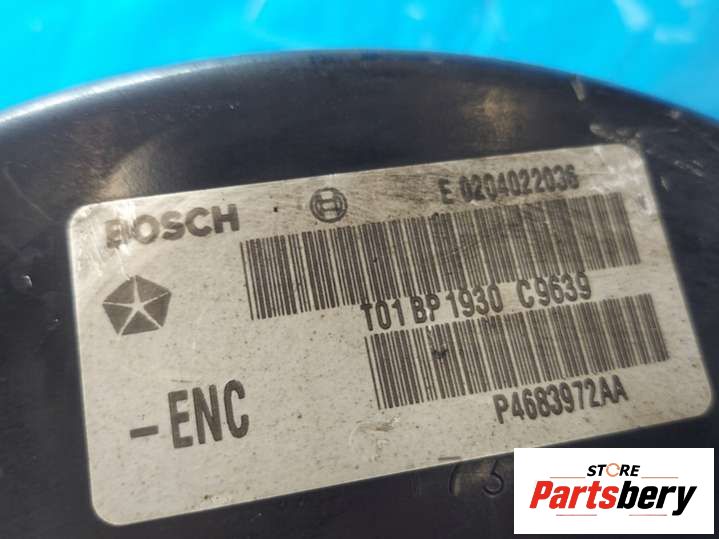 BOSCH
E 0204022036
T01 BP 1930 C9639
P4683972AA
-ENC
STORE
Partsbery